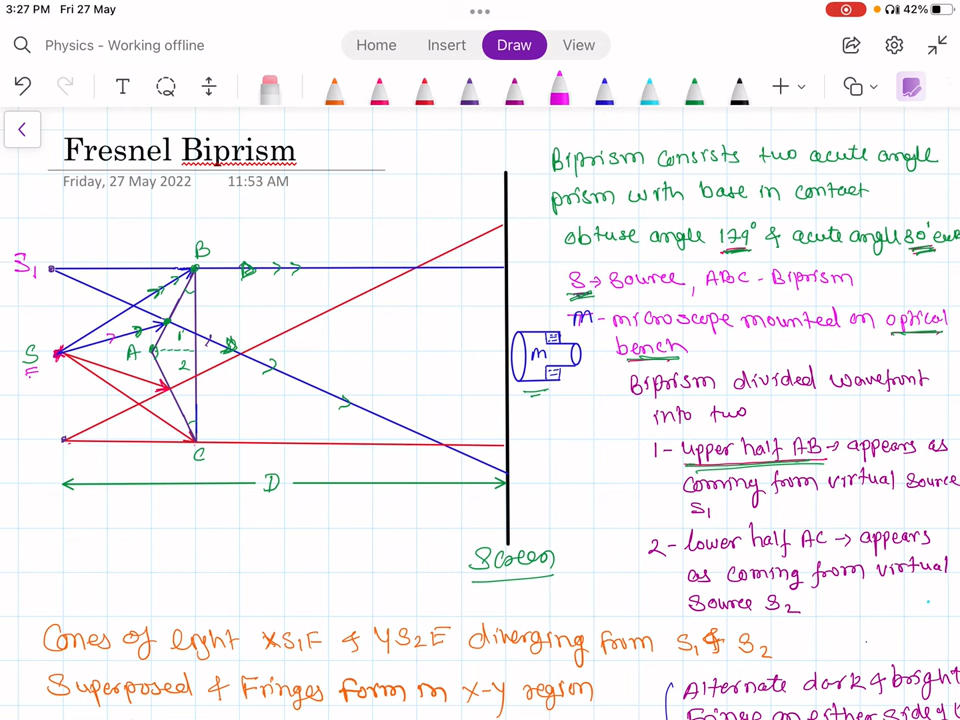 3:27 PM Fri 27 May
42%
Physics - Working offline
Home Insert Draw View
Fresnel Biprism
Friday, 27 May 2022 11:53 AM
Biprism consists two acute angle
prism with base in contact
obtuse angle 179° & acute angle 30'
S → Source, ABC - Biprism
m - microscope mounted on optical
bench
Biprism divided wavefront
into two
1 - upper half AB → appears as
coming from virtual source
S1
2 - lower half AC → appears
as coming from virtual
source S2
S1
B
S
A
1
2
C
D
m
Screen
Cones of light XS1F & YS2E diverging from S1 & S2
Superposed & Fringes form in X-Y region
Alternate dark & bright
Fringe on either side of